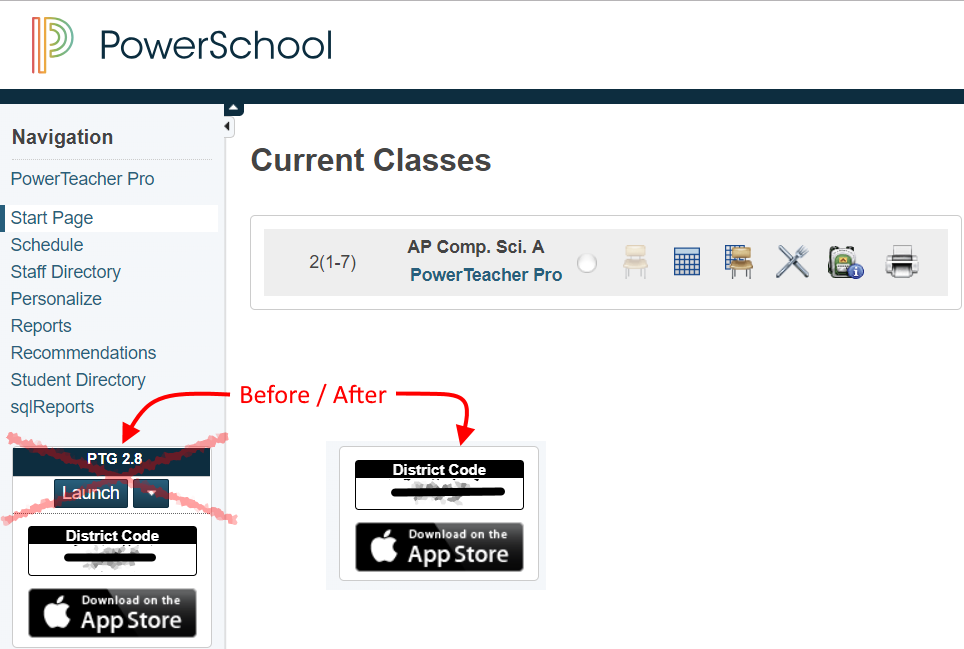 PowerSchool
Navigation
PowerTeacher Pro
Start Page
Schedule
Staff Directory
Personalize
Reports
Recommendations
Student Directory
sqlReports
PTG 2.8
Launch
District Code
Download on the
App Store
Current Classes
2(1-7)
AP Comp. Sci. A
PowerTeacher Pro
Before / After
District Code
Download on the
App Store